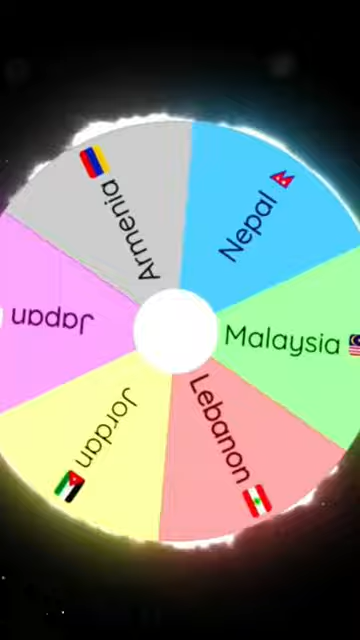 Armenia 🇦🇲
Nepal 🇳🇵
Malaysia 🇲🇾
Lebanon 🇱🇧
Jordan 🇯🇴
Japan